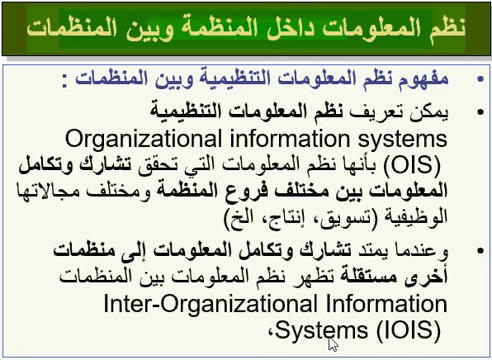 نظم المعلومات داخل المنظمة وبين المنظمات
• مفهوم نظم المعلومات التنظيمية وبين المنظمات :
• يمكن تعريف نظم المعلومات التنظيمية
Organizational information systems
(OIS) بأنها نظم المعلومات التي تحقق تشارك وتكامل
المعلومات بين مختلف فروع المنظمة ومختلف مجالاتها
الوظيفية (تسويق، إنتاج، الخ)
• وعندما يمتد تشارك وتكامل المعلومات إلى منظمات
أخرى مستقلة تظهر نظم المعلومات بين المنظمات
Inter-Organizational Information
Systems (IOIS)،